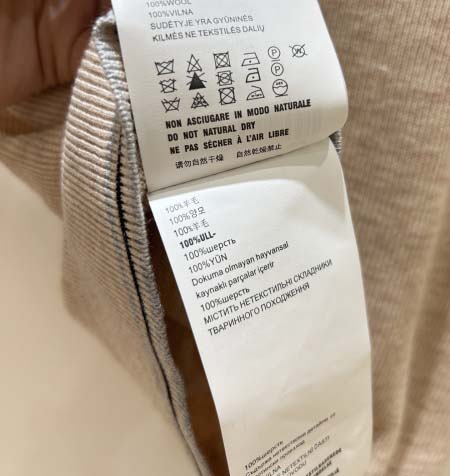 100%WOOL
100%VILNA
SUDĖTYJE YRA GYŪNINĖS
KILMĖS NE TEKSTILĖS DALIŲ
NON ASCIUGARE IN MODO NATURALE
DO NOT NATURAL DRY
NE PAS SÉCHER À L'AIR LIBRE
请勿自然干燥 自然乾燥禁止
100%羊毛
100%양모
100%羊毛
100%ULL-
100%шерсть
100%YÜN
Dokuma olmayan hayvansal
kaynaklı parçalar içerir
100%шерсть
МІСТИТЬ НЕТЕКСТИЛЬНІ СКЛАДНИКИ
ТВАРИННОГО ПОХОДЖЕННЯ
100%шерсть
100%VLNA